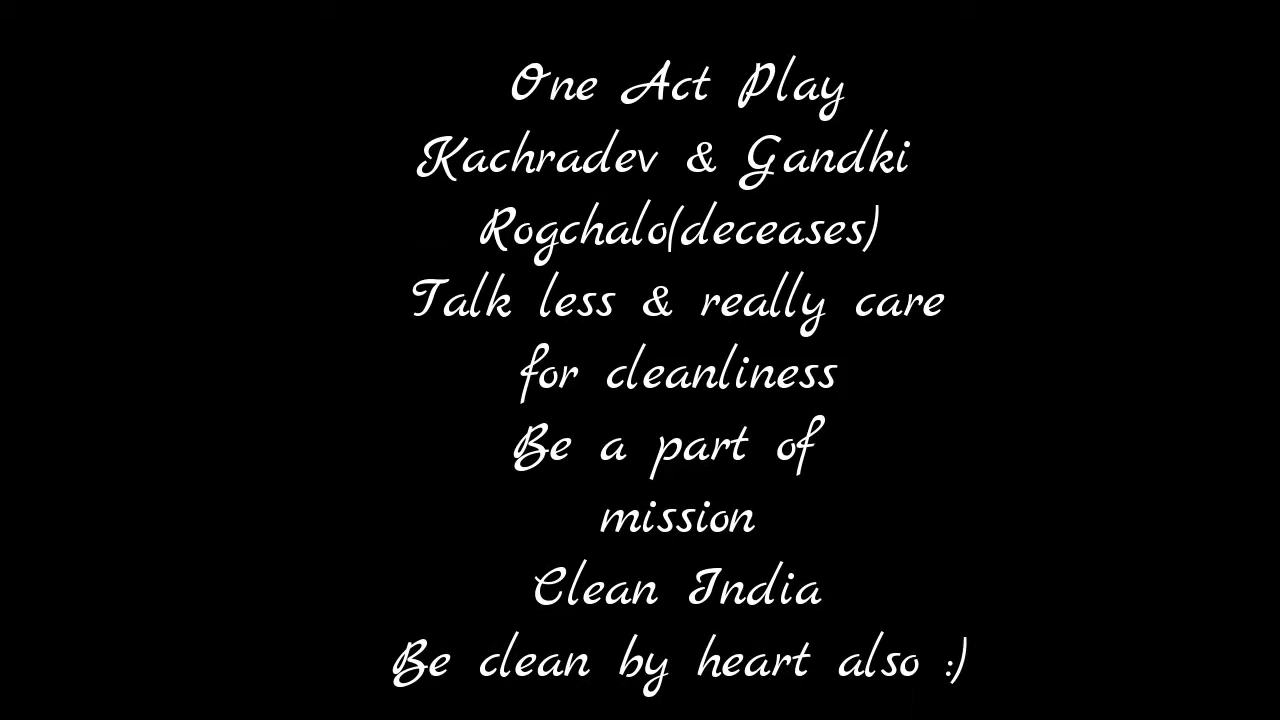 One Act Play
Kachradev & Gandki
Rogchalo(deceases)
Talk less & really care
for cleanliness
Be a part of
mission
Clean India
Be clean by heart also :)